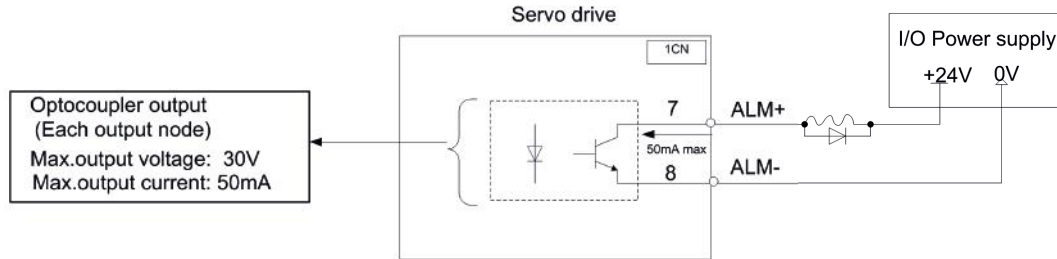 Servo drive
1CN
I/O Power supply
+24V 0V
Optocoupler output
(Each output node)
Max.output voltage: 30V
Max.output current: 50mA
7 ALM+
50mA max
8 ALM-